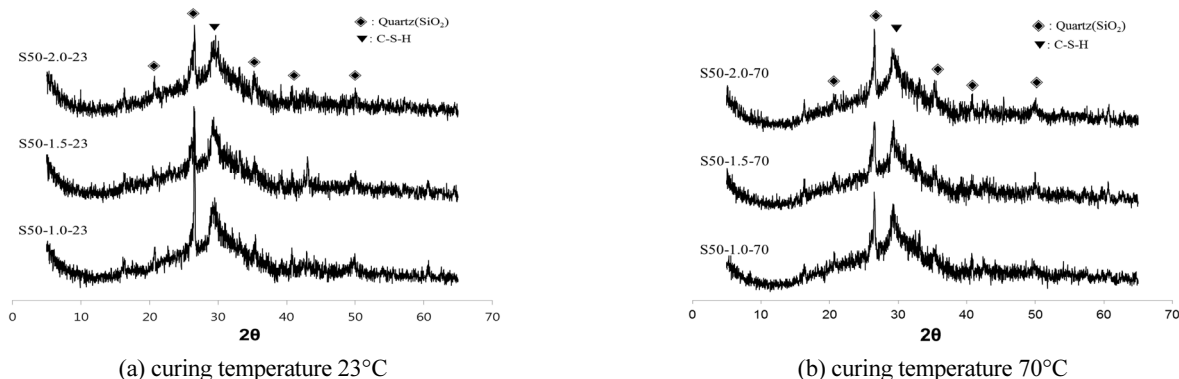 ◈ : Quartz(SiO₂)
▼ : C-S-H
S50-2.0-23
S50-1.5-23
S50-1.0-23
0 10 20 30 40 50 60 70
2θ
(a) curing temperature 23°C
◈ : Quartz(SiO₂)
▼ : C-S-H
S50-2.0-70
S50-1.5-70
S50-1.0-70
0 10 20 30 40 50 60 70
2θ
(b) curing temperature 70°C